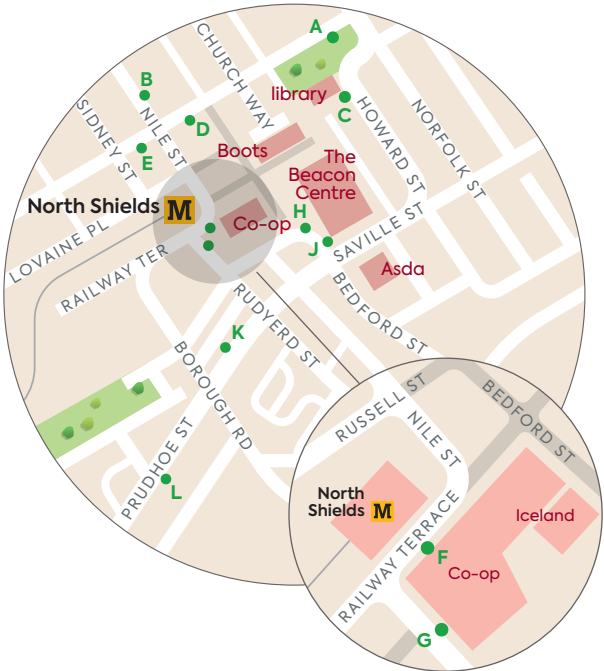 A
CHURCH WAY
B
library
C
NORFOLK ST
HOWARD ST
SIDNEY ST
NILE ST
D
E
Boots
The
Beacon
Centre
North Shields M
Co-op
H
J
SAVILLE ST
LOVAINE PL
RAILWAY TER
Asda
RUDYERD ST
BEDFORD ST
K
BOROUGH RD
PRUDHOE ST
L
RUSSELL ST
NILE ST
BEDFORD ST
North
Shields M
Iceland
RAILWAY TERRACE
F
Co-op
G